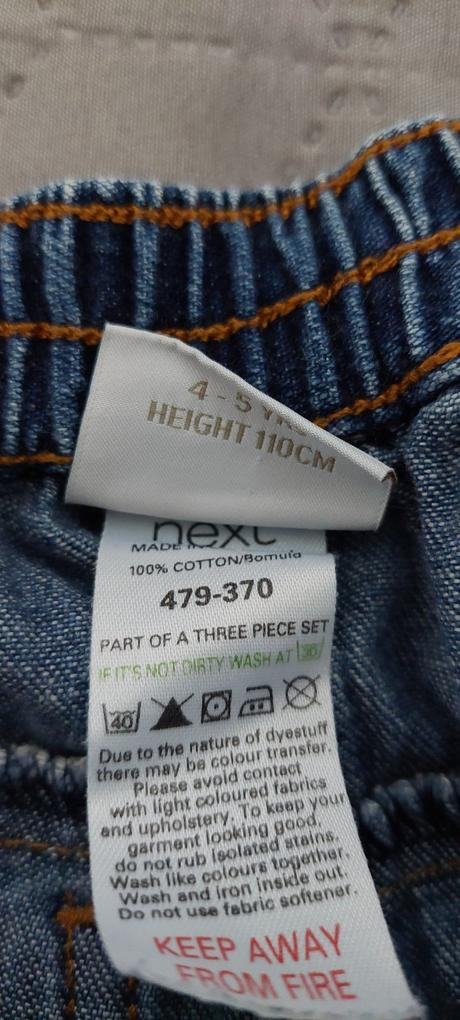 4 - 5
HEIGHT 110CM
next
MADE
100% COTTON/Bomuld
479-370
PART OF A THREE PIECE SET
IF IT'S NOT DIRTY WASH AT 30
40
Due to the nature of dyestuff
there may be colour transfer.
Please avoid contact
with light coloured fabrics
and upholstery. To keep your
garment looking good,
do not rub isolated stains.
Wash like colours together.
Wash and iron inside out.
Do not use fabric softener.
KEEP AWAY
FROM FIRE